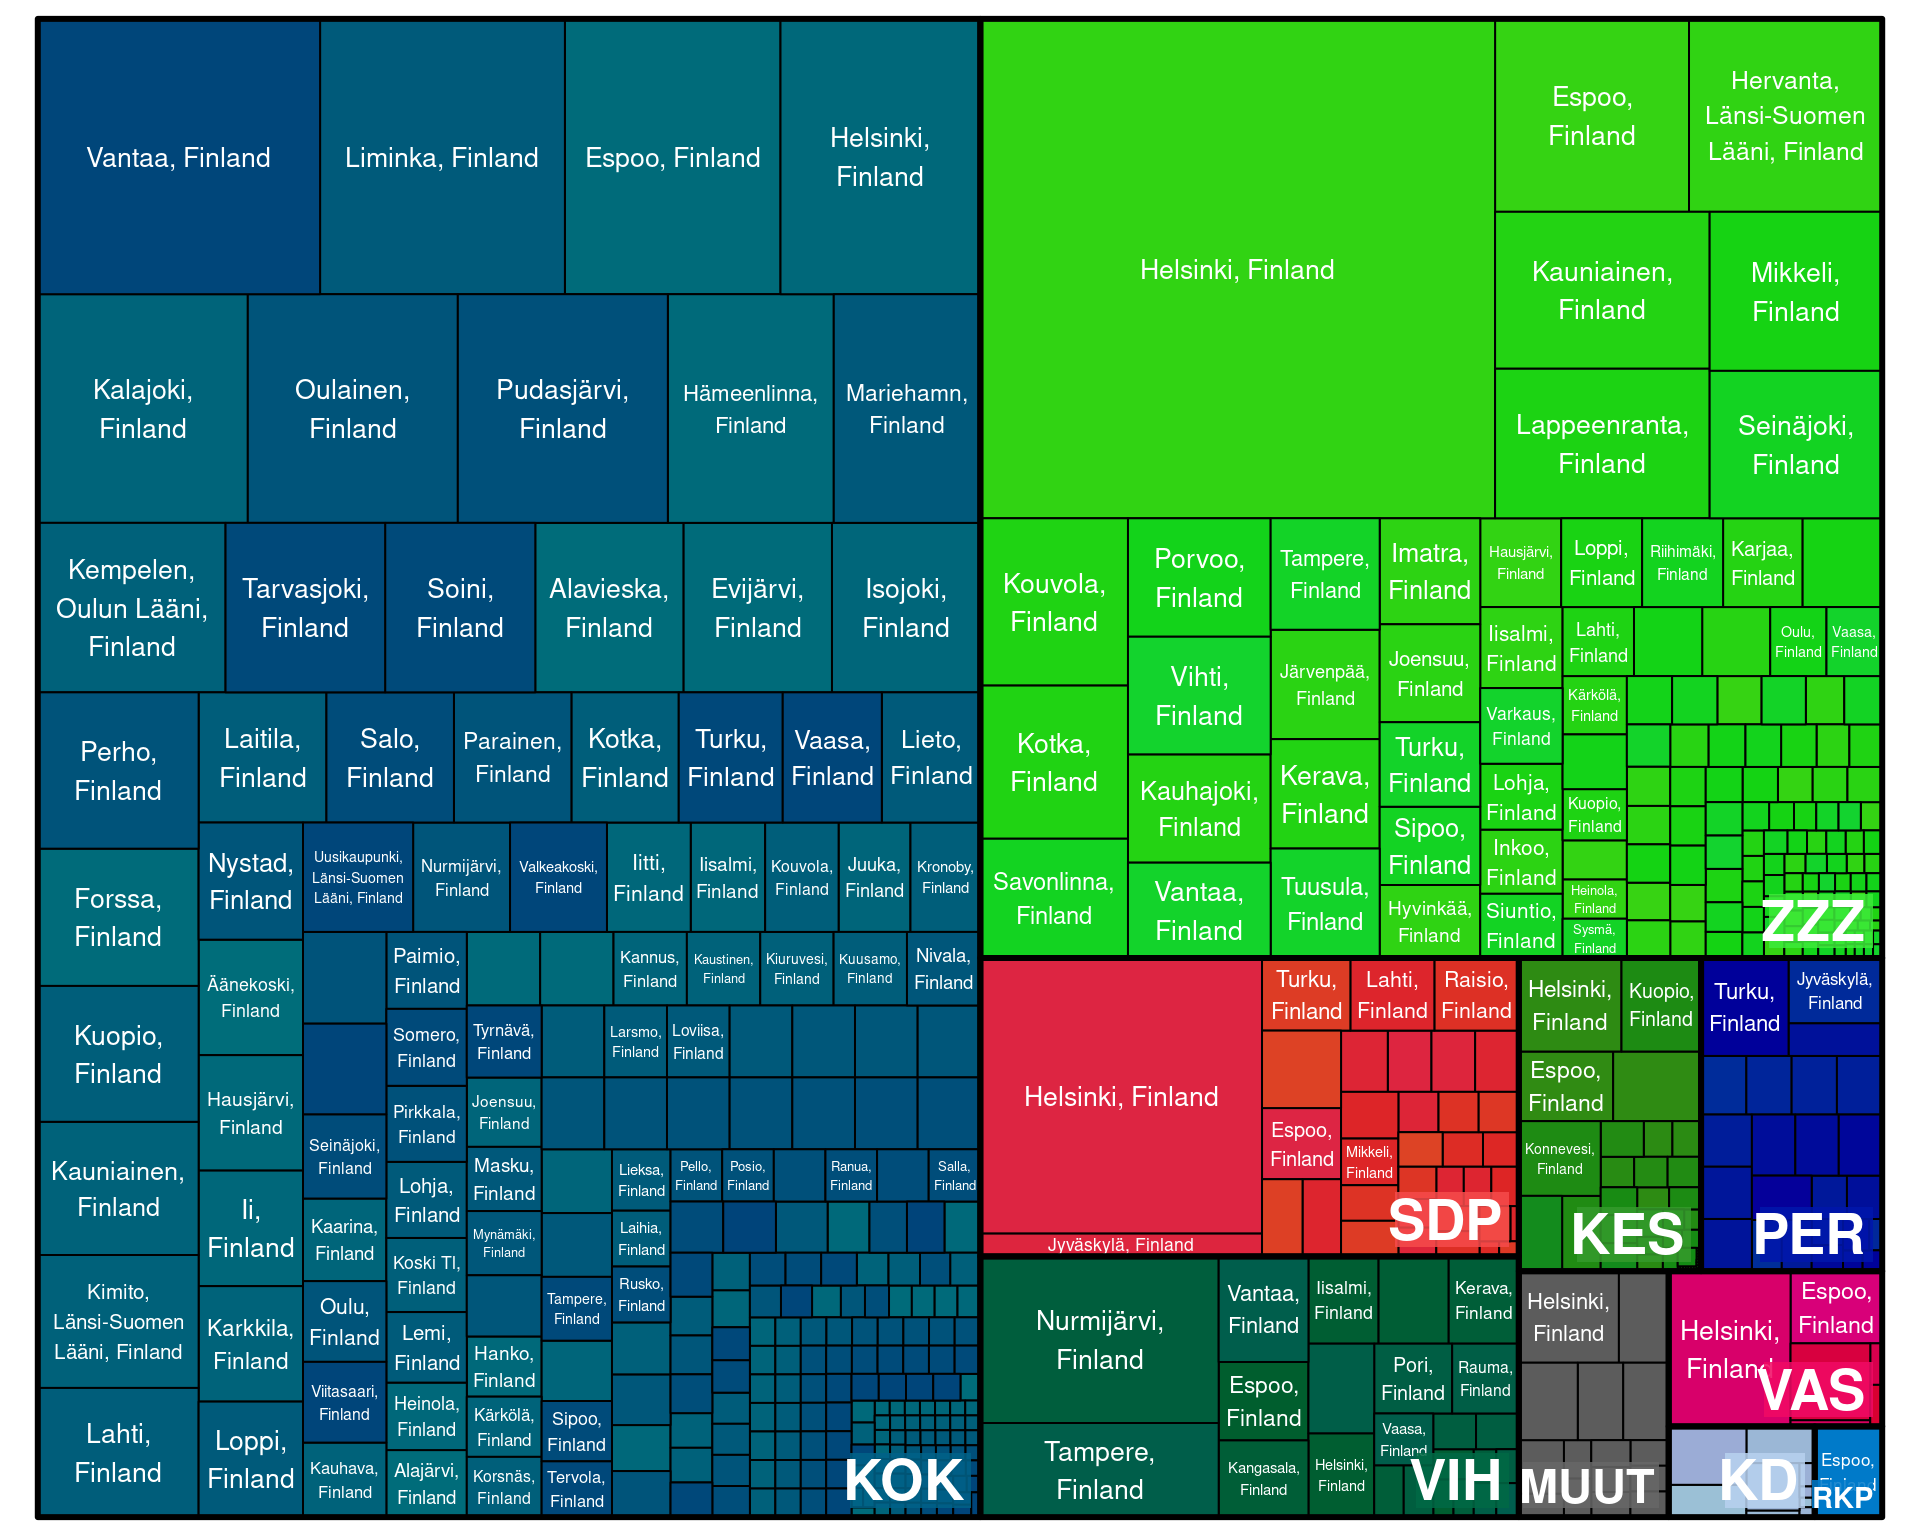 Vantaa, Finland
Liminka, Finland
Espoo, Finland
Helsinki,
Finland
Kalajoki,
Finland
Oulainen,
Finland
Pudasjärvi,
Finland
Hämeenlinna,
Finland
Mariehamn,
Finland
Kempelen,
Oulun Lääni,
Finland
Tarvasjoki,
Finland
Soini,
Finland
Alavieska,
Finland
Evijärvi,
Finland
Isojoki,
Finland
Perho,
Finland
Forssa,
Finland
Kuopio,
Finland
Kauniainen,
Finland
Kimito,
Länsi-Suomen
Lääni, Finland
Lahti,
Finland
Laitila,
Finland
Salo,
Finland
Parainen,
Finland
Kotka,
Finland
Turku,
Finland
Vaasa,
Finland
Lieto,
Finland
Nystad,
Finland
Äänekoski,
Finland
Hausjärvi,
Finland
Ii,
Finland
Karkkila,
Finland
Loppi,
Finland
Uusikaupunki,
Länsi-Suomen
Lääni, Finland
Nurmijärvi,
Finland
Valkeakoski,
Finland
Iitti,
Finland
Iisalmi,
Finland
Kouvola,
Finland
Juuka,
Finland
Kronoby,
Finland
Seinäjoki,
Finland
Kaarina,
Finland
Oulu,
Finland
Viitasaari,
Finland
Kauhava,
Finland
Paimio,
Finland
Somero,
Finland
Pirkkala,
Finland
Lohja,
Finland
Koski Tl,
Finland
Lemi,
Finland
Heinola,
Finland
Alajärvi,
Finland
Kannus,
Finland
Kaustinen,
Finland
Kiuruvesi,
Finland
Kuusamo,
Finland
Nivala,
Finland
Tyrnävä,
Finland
Joensuu,
Finland
Masku,
Finland
Mynämäki,
Finland
Hanko,
Finland
Kärkölä,
Finland
Korsnäs,
Finland
Larsmo,
Finland
Loviisa,
Finland
Tampere,
Finland
Sipoo,
Finland
Tervola,
Finland
Lieksa,
Finland
Laihia,
Finland
Rusko,
Finland
Pello,
Finland
Posio,
Finland
Ranua,
Finland
Salla,
Finland
KOK
Helsinki, Finland
Espoo,
Finland
Hervanta,
Länsi-Suomen
Lääni, Finland
Kauniainen,
Finland
Mikkeli,
Finland
Lappeenranta,
Finland
Seinäjoki,
Finland
Kouvola,
Finland
Kotka,
Finland
Savonlinna,
Finland
Porvoo,
Finland
Vihti,
Finland
Kauhajoki,
Finland
Vantaa,
Finland
Tampere,
Finland
Järvenpää,
Finland
Kerava,
Finland
Tuusula,
Finland
Imatra,
Finland
Joensuu,
Finland
Turku,
Finland
Sipoo,
Finland
Hyvinkää,
Finland
Hausjärvi,
Finland
Loppi,
Finland
Riihimäki,
Finland
Karjaa,
Finland
Iisalmi,
Finland
Varkaus,
Finland
Lohja,
Finland
Inkoo,
Finland
Siuntio,
Finland
Lahti,
Finland
Oulu,
Finland
Vaasa,
Finland
Kärkölä,
Finland
Kuopio,
Finland
Heinola,
Finland
Sysmä,
Finland
ZZZ
Helsinki, Finland
Jyväskylä, Finland
Turku,
Finland
Lahti,
Finland
Raisio,
Finland
Espoo,
Finland
Mikkeli,
Finland
SDP
Helsinki,
Finland
Kuopio,
Finland
Espoo,
Finland
Konnevesi,
Finland
KES
Turku,
Finland
Jyväskylä,
Finland
PER
Nurmijärvi,
Finland
Tampere,
Finland
Vantaa,
Finland
Espoo,
Finland
Kangasala,
Finland
Iisalmi,
Finland
Kerava,
Finland
Pori,
Finland
Rauma,
Finland
Vaasa,
Finland
Helsinki,
Finland
VIH
Helsinki,
Finland
MUUT
Helsinki,
Finland
Espoo,
Finland
VAS
KD
Espoo,
RKP